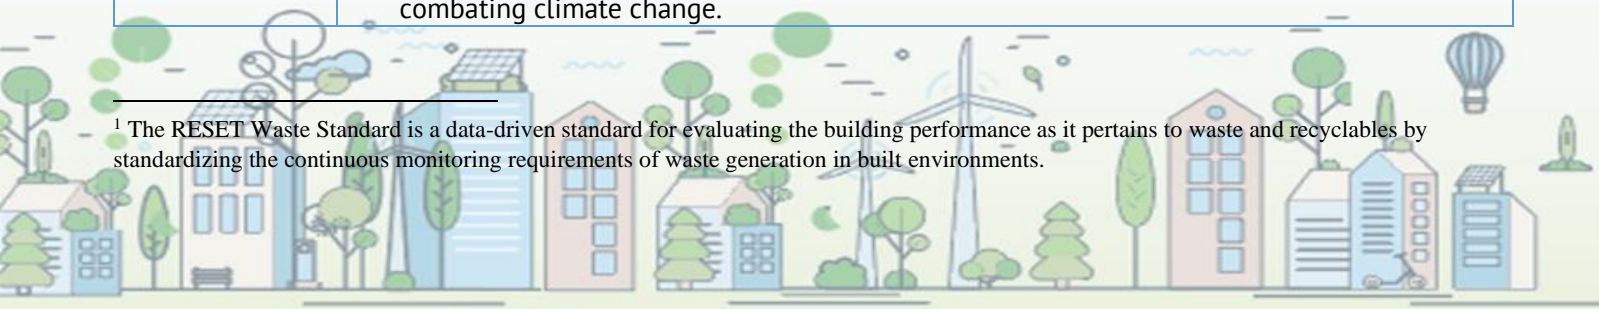 combating climate change.
1 The RESET Waste Standard is a data-driven standard for evaluating the building performance as it pertains to waste and recyclables by
standardizing the continuous monitoring requirements of waste generation in built environments.